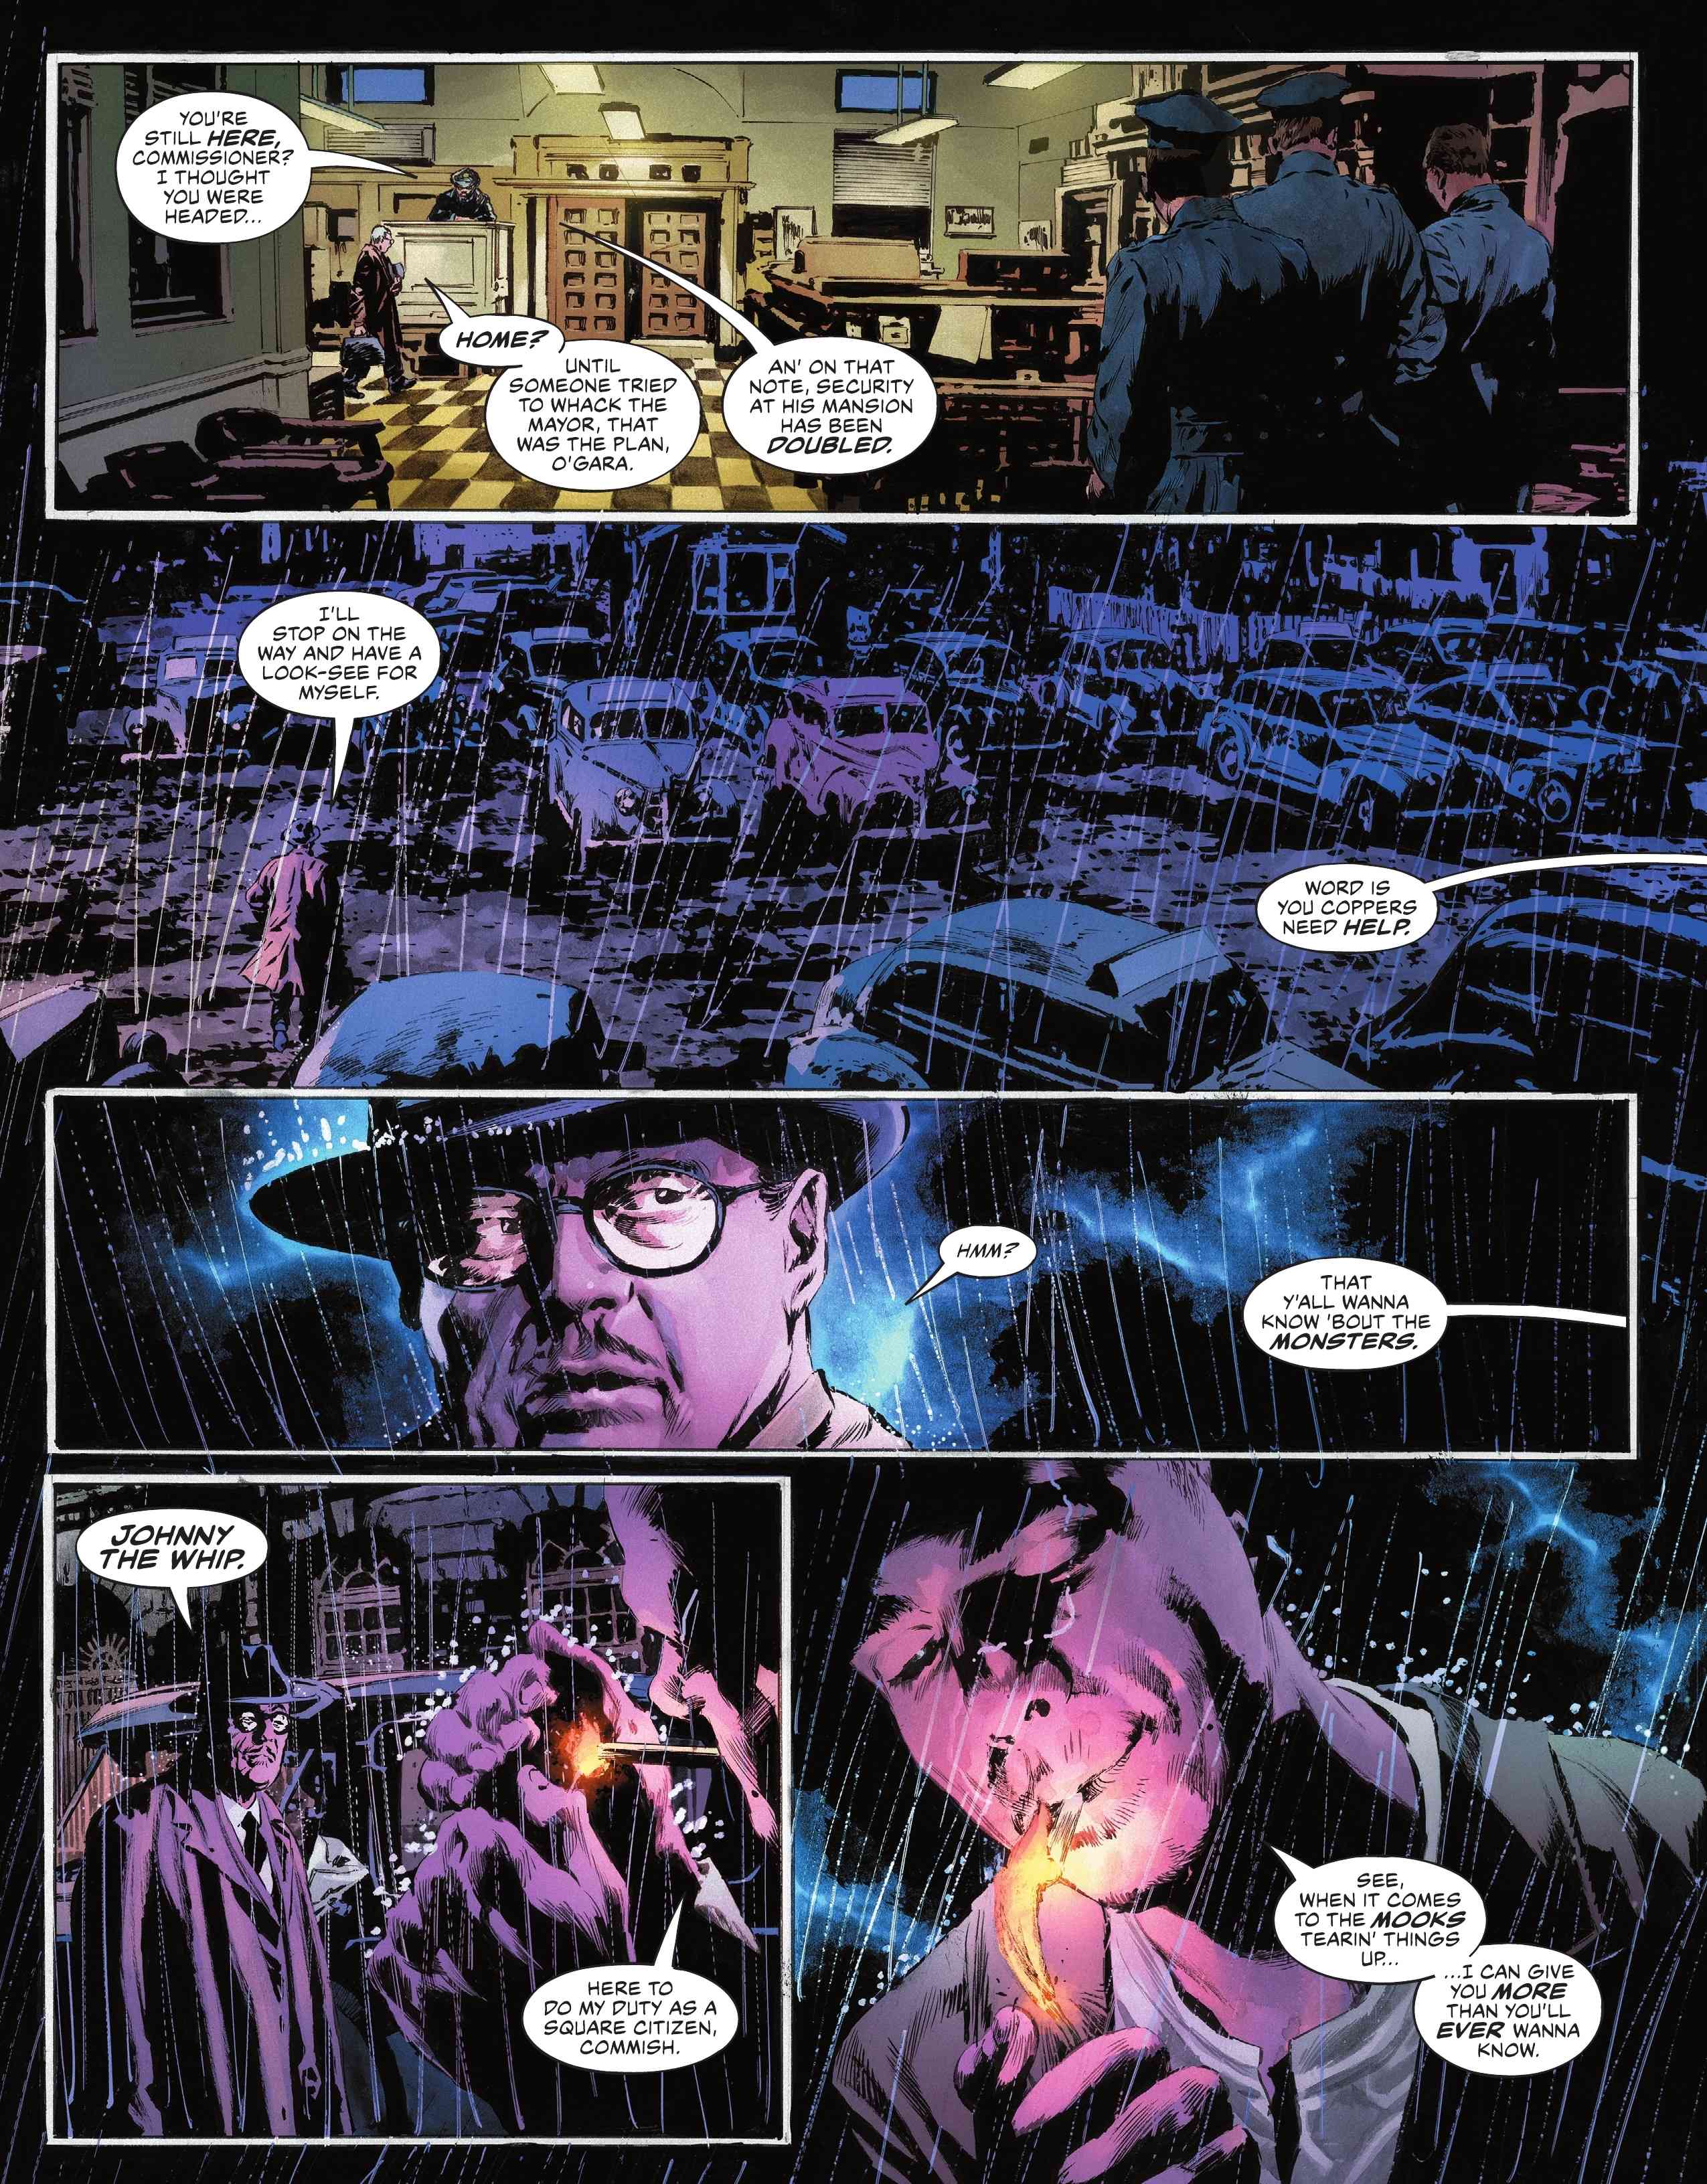 YOU'RE
STILL HERE,
COMMISSIONER?
I THOUGHT
YOU WERE
HEADED...
HOME?
UNTIL
SOMEONE TRIED
TO WHACK THE
MAYOR, THAT
WAS THE PLAN,
O'GARA.
AN' ON THAT
NOTE, SECURITY
AT HIS MANSION
HAS BEEN
DOUBLED.
I'LL
STOP ON THE
WAY AND HAVE A
LOOK-SEE FOR
MYSELF.
WORD IS
YOU COPPERS
NEED HELP.
HMM?
THAT
Y'ALL WANNA
KNOW 'BOUT THE
MONSTERS.
JOHNNY
THE WHIP.
HERE TO
DO MY DUTY AS A
SQUARE CITIZEN,
COMMISH.
SEE,
WHEN IT COMES
TO THE MOOKS
TEARIN' THINGS
UP...
...I CAN GIVE
YOU MORE
THAN YOU'LL
EVER WANNA
KNOW.